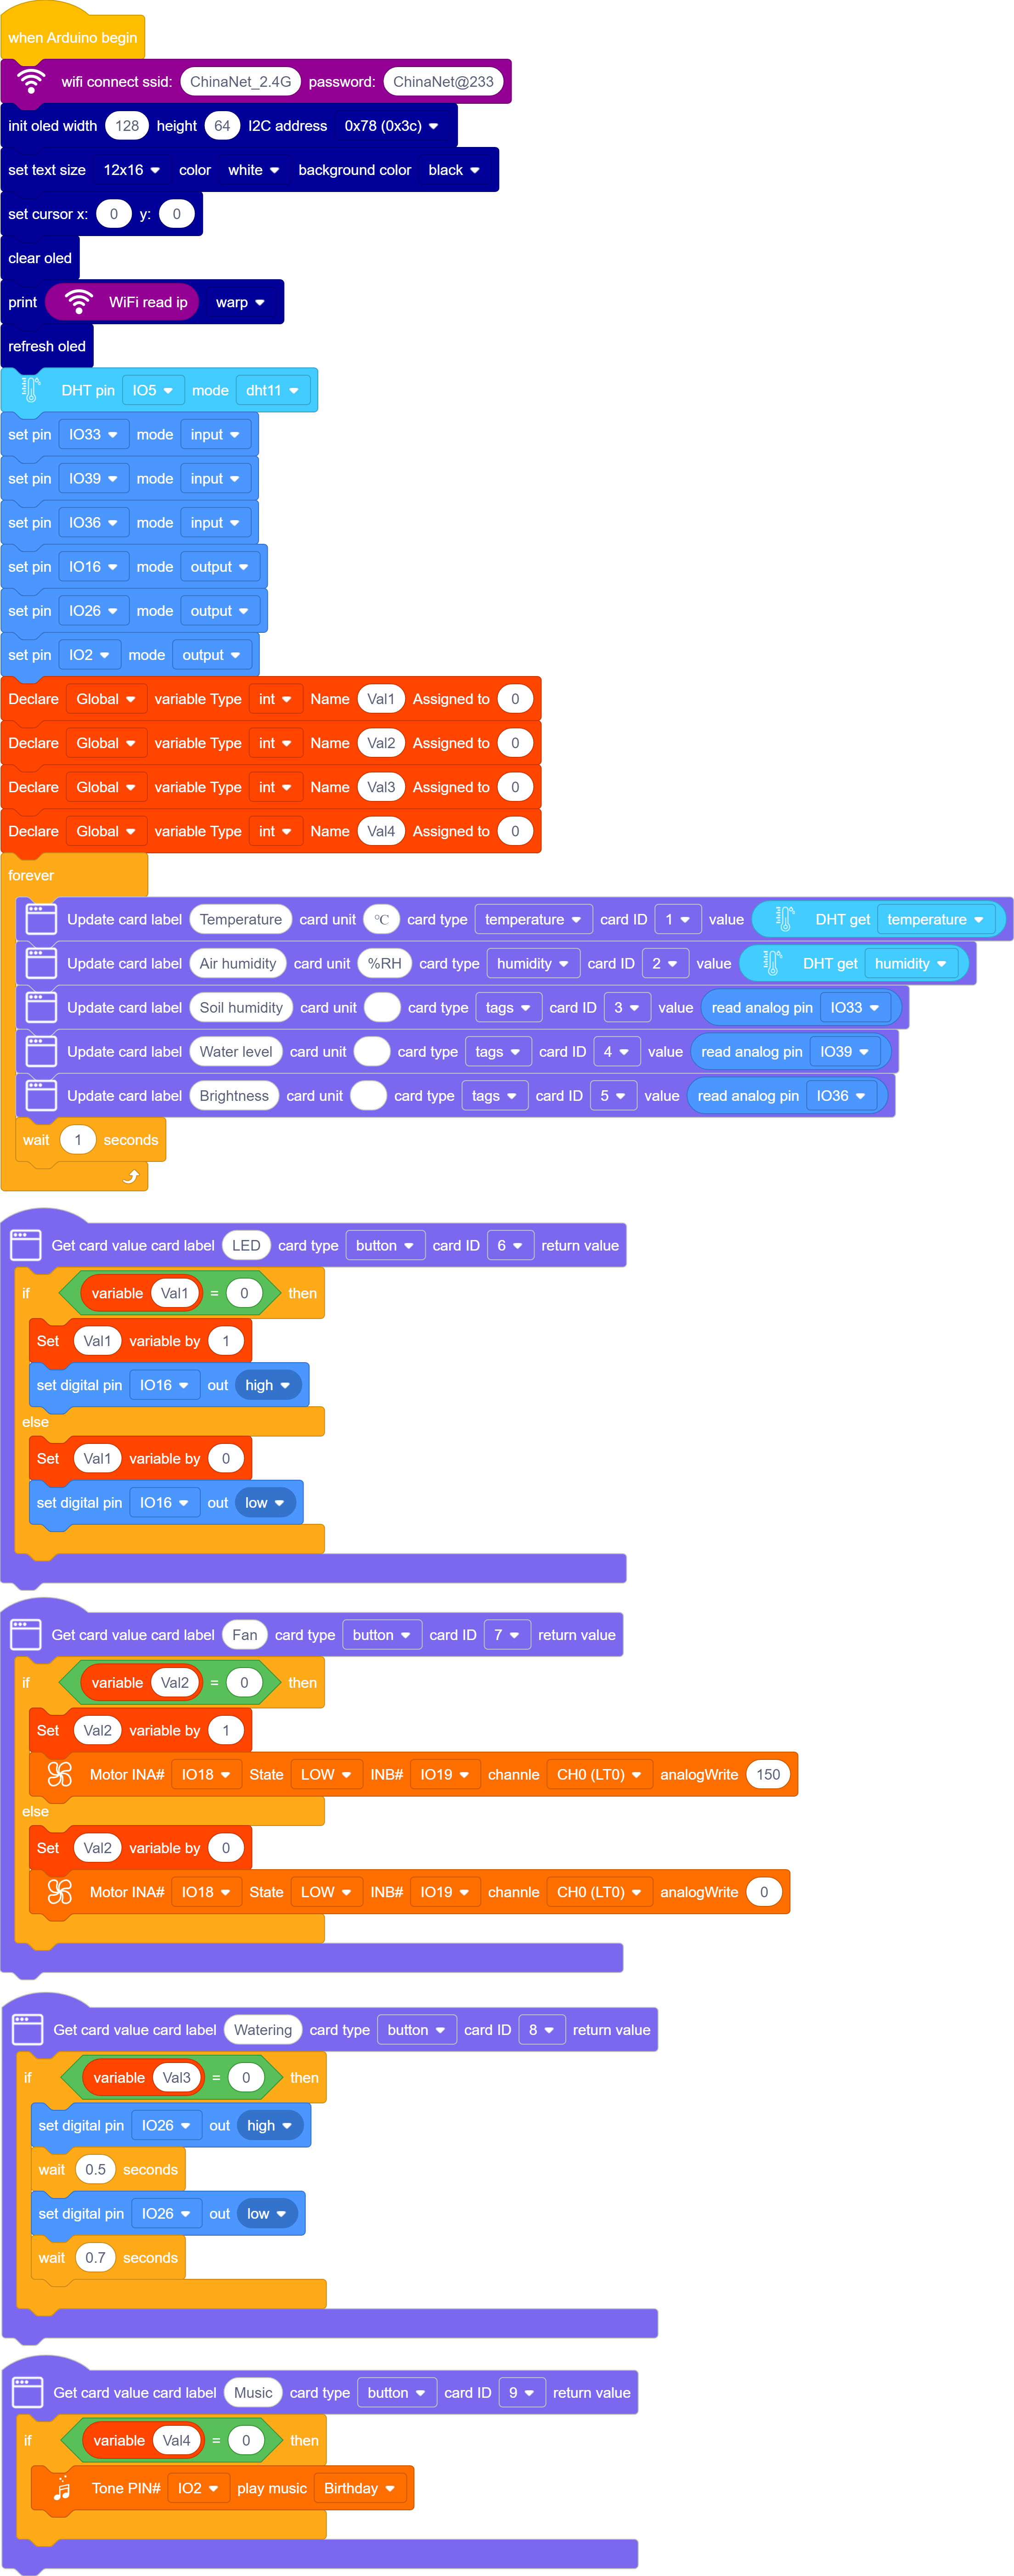 when Arduino begin
wifi connect ssid: ChinaNet_2.4G password: ChinaNet@233
init oled width 128 height 64 I2C address 0x78 (0x3c)
set text size 12x16 color white background color black
set cursor x: 0 y: 0
clear oled
print WiFi read ip warp
refresh oled
DHT pin IO5 mode dht11
set pin IO33 mode input
set pin IO39 mode input
set pin IO36 mode input
set pin IO16 mode output
set pin IO26 mode output
set pin IO2 mode output
Declare Global variable Type int Name Val1 Assigned to 0
Declare Global variable Type int Name Val2 Assigned to 0
Declare Global variable Type int Name Val3 Assigned to 0
Declare Global variable Type int Name Val4 Assigned to 0
forever
Update card label Temperature card unit ℃ card type temperature card ID 1 value DHT get temperature
Update card label Air humidity card unit %RH card type humidity card ID 2 value DHT get humidity
Update card label Soil humidity card unit card type tags card ID 3 value read analog pin IO33
Update card label Water level card unit card type tags card ID 4 value read analog pin IO39
Update card label Brightness card unit card type tags card ID 5 value read analog pin IO36
wait 1 seconds
Get card value card label LED card type button card ID 6 return value
if variable Val1 = 0 then
Set Val1 variable by 1
set digital pin IO16 out high
else
Set Val1 variable by 0
set digital pin IO16 out low
Get card value card label Fan card type button card ID 7 return value
if variable Val2 = 0 then
Set Val2 variable by 1
Motor INA# IO18 State LOW INB# IO19 channle CH0 (LT0) analogWrite 150
else
Set Val2 variable by 0
Motor INA# IO18 State LOW INB# IO19 channle CH0 (LT0) analogWrite 0
Get card value card label Watering card type button card ID 8 return value
if variable Val3 = 0 then
set digital pin IO26 out high
wait 0.5 seconds
set digital pin IO26 out low
wait 0.7 seconds
Get card value card label Music card type button card ID 9 return value
if variable Val4 = 0 then
Tone PIN# IO2 play music Birthday